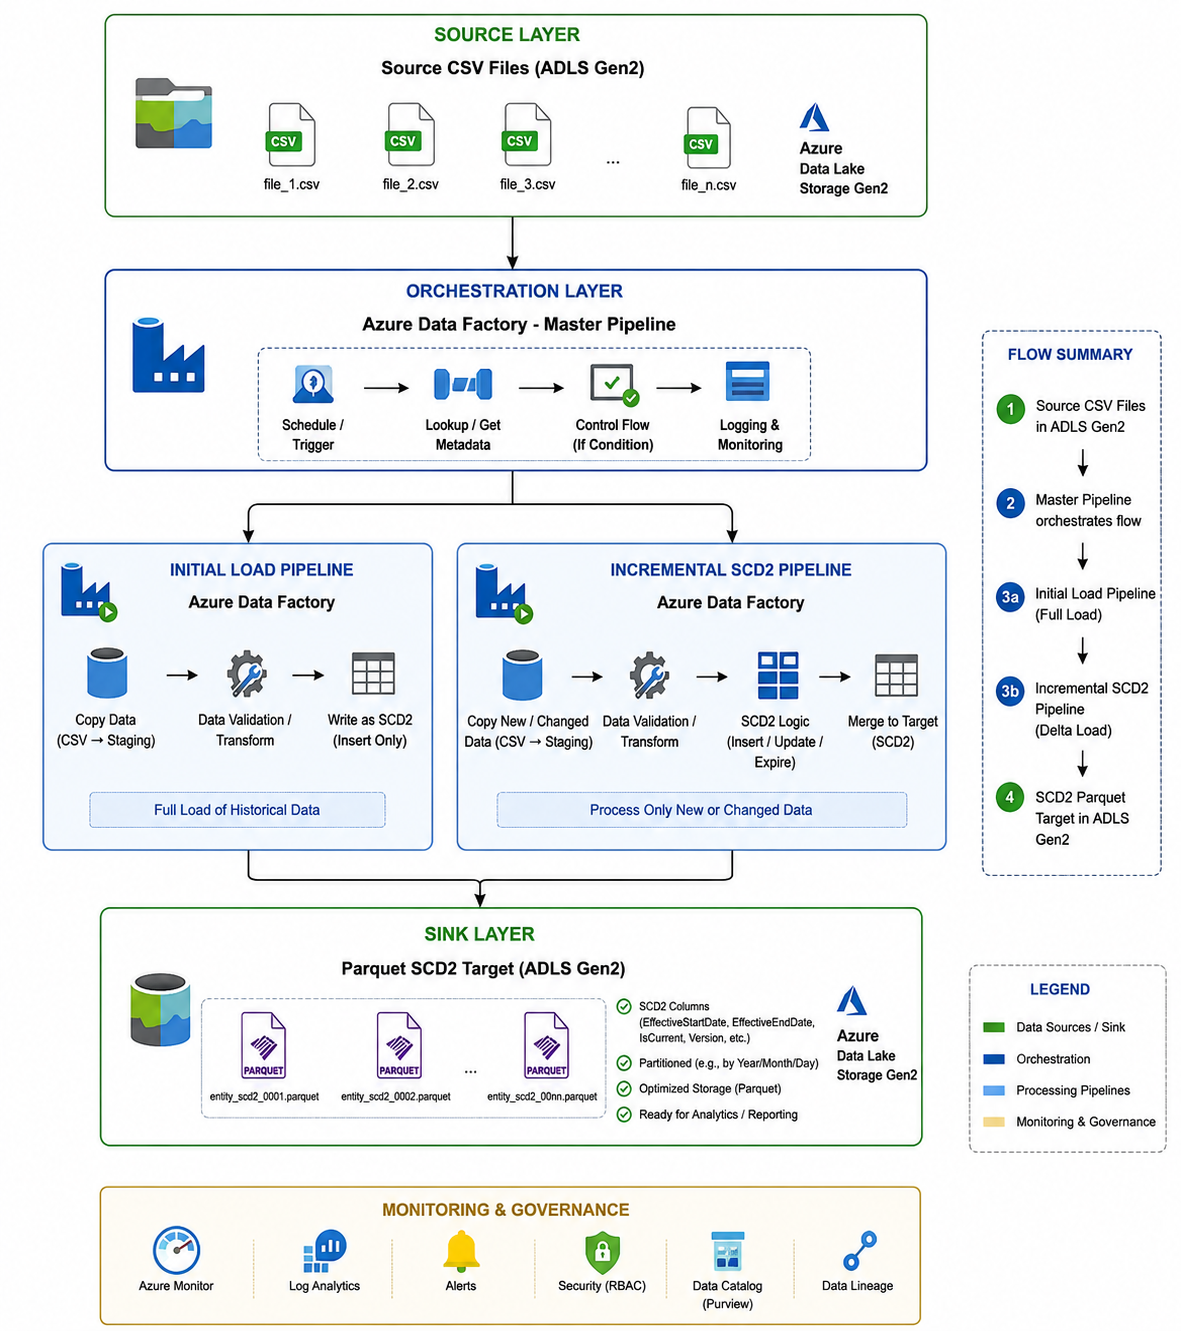 SOURCE LAYER
Source CSV Files (ADLS Gen2)
CSV
CSV
CSV
...
CSV
file_1.csv
file_2.csv
file_3.csv
file_n.csv
Azure
Data Lake
Storage Gen2
ORCHESTRATION LAYER
Azure Data Factory - Master Pipeline
Schedule /
Trigger
Lookup / Get
Metadata
Control Flow
(If Condition)
Logging &
Monitoring
INITIAL LOAD PIPELINE
Azure Data Factory
Copy Data
(CSV → Staging)
Data Validation /
Transform
Write as SCD2
(Insert Only)
Full Load of Historical Data
INCREMENTAL SCD2 PIPELINE
Azure Data Factory
Copy New / Changed
Data (CSV → Staging)
Data Validation /
Transform
SCD2 Logic
(Insert / Update /
Expire)
Merge to Target
(SCD2)
Process Only New or Changed Data
SINK LAYER
Parquet SCD2 Target (ADLS Gen2)
PARQUET
PARQUET
...
PARQUET
entity_scd2_0001.parquet
entity_scd2_0002.parquet
entity_scd2_00nn.parquet
SCD2 Columns
(EffectiveStartDate, EffectiveEndDate,
IsCurrent, Version, etc.)
Partitioned (e.g., by Year/Month/Day)
Optimized Storage (Parquet)
Ready for Analytics / Reporting
Azure
Data Lake
Storage Gen2
MONITORING & GOVERNANCE
Azure Monitor
Log Analytics
Alerts
Security (RBAC)
Data Catalog
(Purview)
Data Lineage
FLOW SUMMARY
1
Source CSV Files
in ADLS Gen2
2
Master Pipeline
orchestrates flow
3a
Initial Load Pipeline
(Full Load)
3b
Incremental SCD2
Pipeline
(Delta Load)
4
SCD2 Parquet
Target in ADLS
Gen2
LEGEND
Data Sources / Sink
Orchestration
Processing Pipelines
Monitoring & Governance